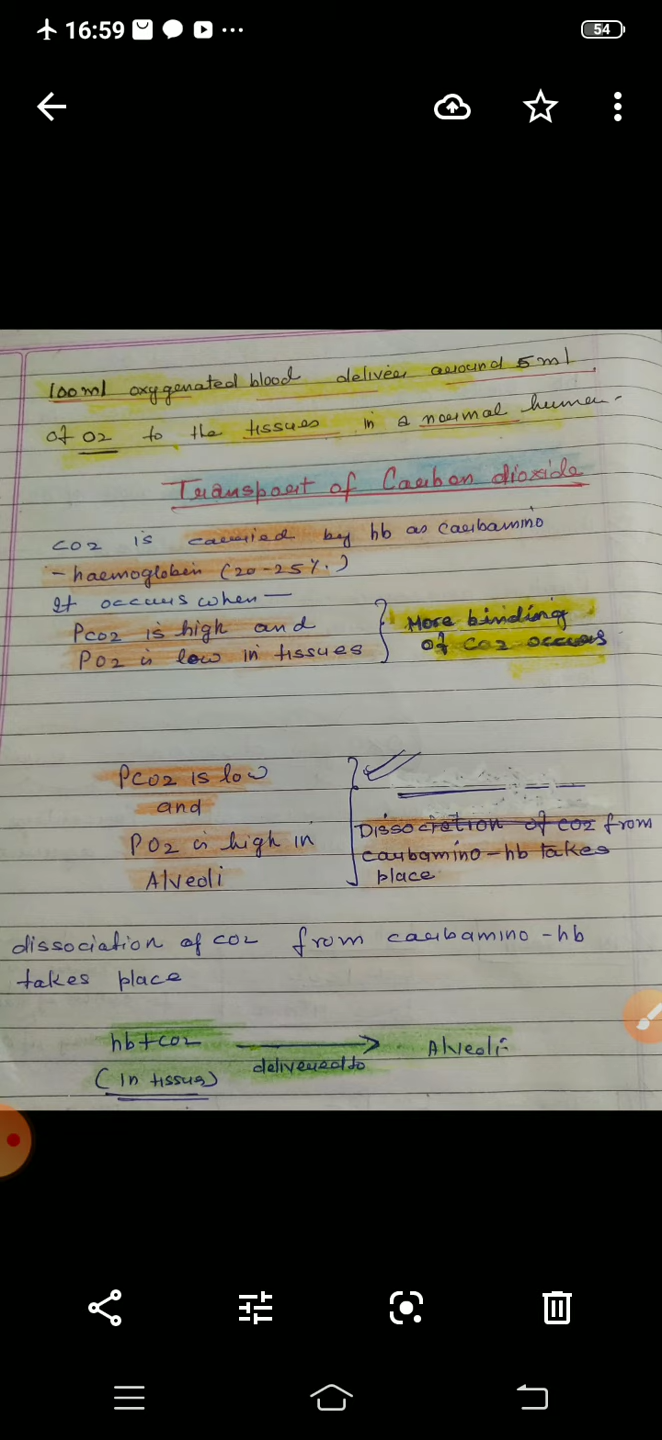 16:59
54
100ml oxygenated blood delives around 5 ml
of O2 to the tissues in a normal human.
Transport of Carbon dioxide
CO2 is carried by hb as carbamino
- haemoglobin (20-25%.)
It occurs when —
PCO2 is high and
PO2 is low in tissues
More binding
of CO2 occurs
PCO2 is low
and
PO2 is high in
Alveoli
Dissociation of CO2 from
carbamino-hb takes
place
dissociation of CO2 from carbamino-hb
takes place
hb+CO2 ⟶ Alveoli
delivered to
(In tissues)